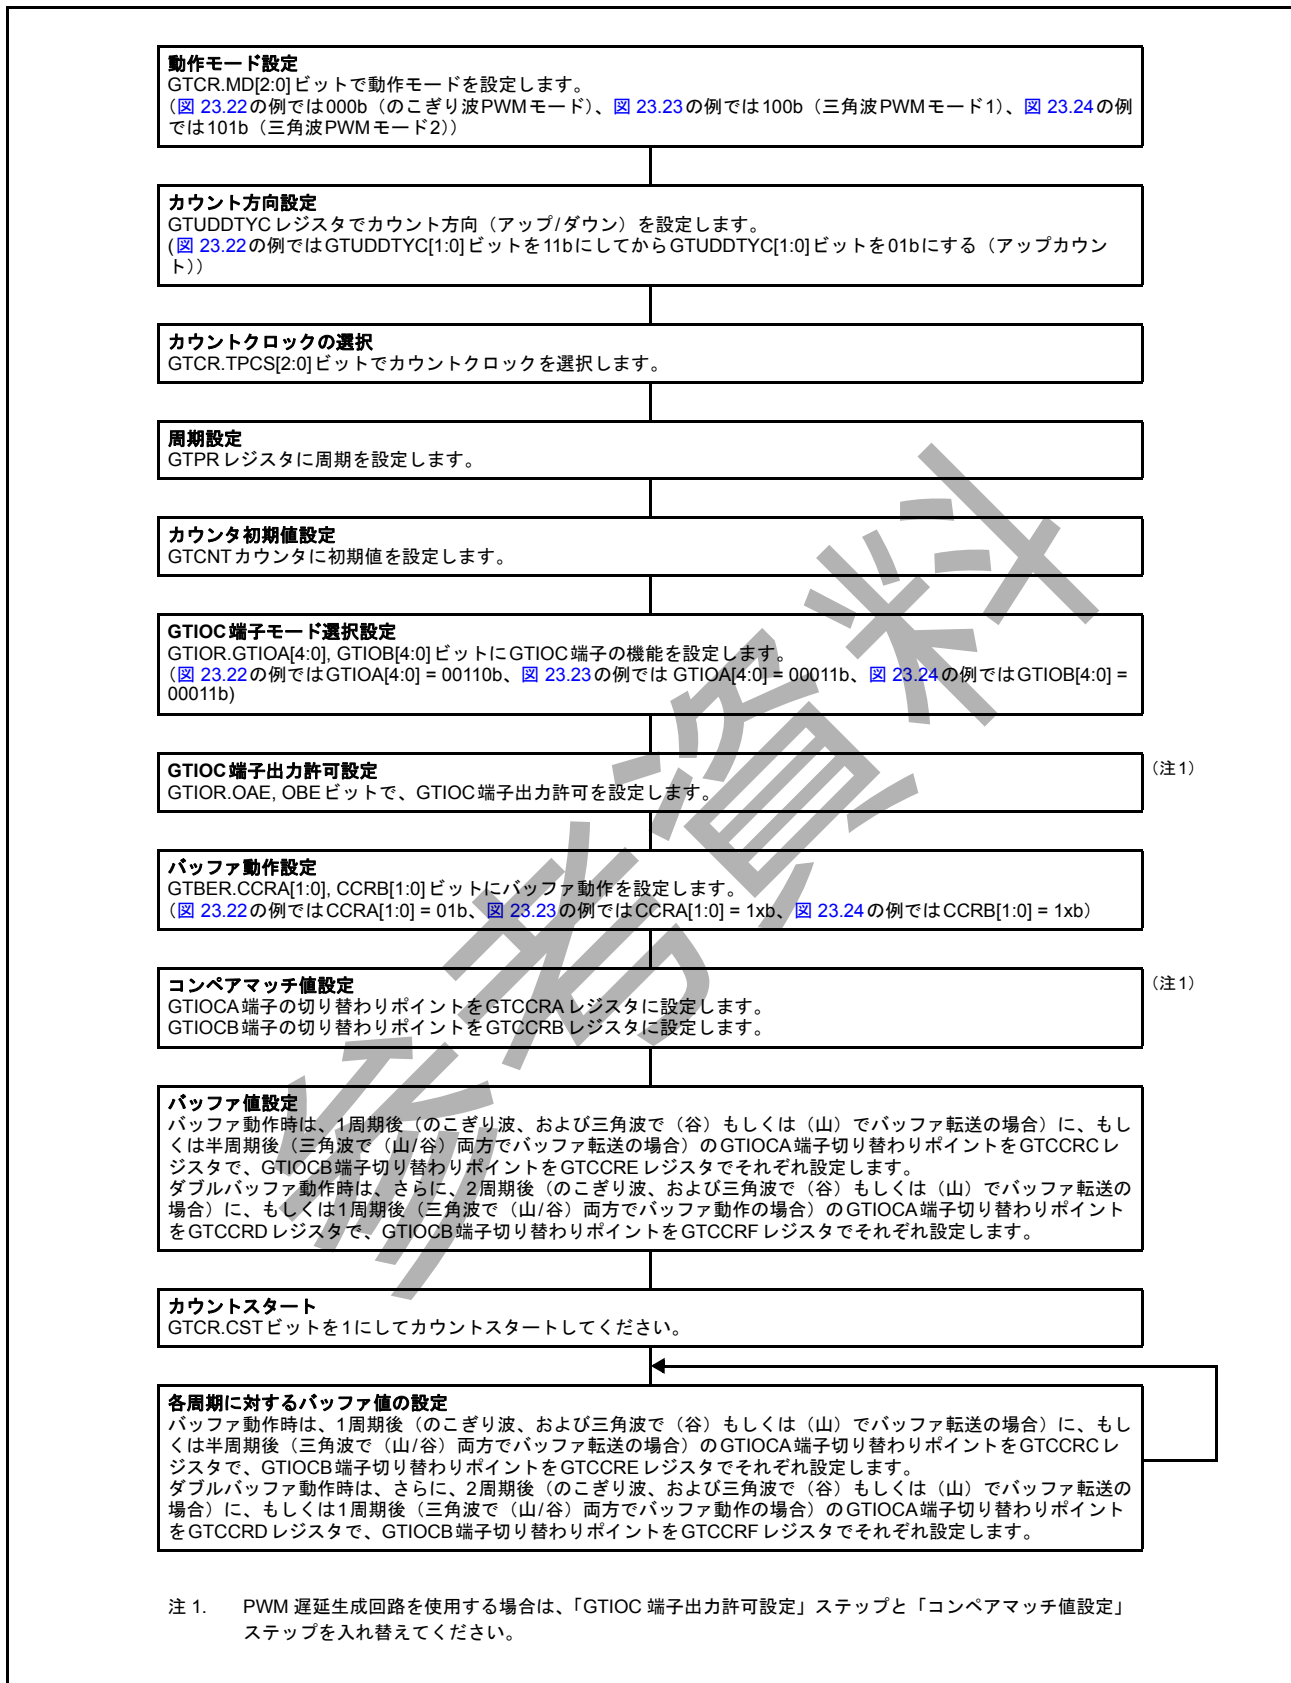 動作モード設定
GTCR.MD[2:0]ビットで動作モードを設定します。
（図 23.22の例では000b（のこぎり波PWMモード）、図 23.23の例では100b（三角波PWMモード1）、図 23.24の例
では101b（三角波PWMモード2））
カウント方向設定
GTUDDTYCレジスタでカウント方向（アップ/ダウン）を設定します。
(図 23.22の例ではGTUDDTYC[1:0]ビットを11bにしてからGTUDDTYC[1:0]ビットを01bにする（アップカウン
ト））
カウントクロックの選択
GTCR.TPCS[2:0]ビットでカウントクロックを選択します。
周期設定
GTPRレジスタに周期を設定します。
カウンタ初期値設定
GTCNTカウンタに初期値を設定します。
GTIOC端子モード選択設定
GTIOR.GTIOA[4:0], GTIOB[4:0]ビットにGTIOC端子の機能を設定します。
（図 23.22の例ではGTIOA[4:0] = 00110b、図 23.23の例では GTIOA[4:0] = 00011b、図 23.24の例ではGTIOB[4:0] =
00011b)
GTIOC端子出力許可設定
（注1）
GTIOR.OAE, OBEビットで、GTIOC端子出力許可を設定します。
バッファ動作設定
GTBER.CCRA[1:0], CCRB[1:0]ビットにバッファ動作を設定します。
（図 23.22の例ではCCRA[1:0] = 01b、図 23.23の例ではCCRA[1:0] = 1xb、図 23.24の例ではCCRB[1:0] = 1xb）
コンペアマッチ値設定
（注1）
GTIOCA端子の切り替わりポイントをGTCCRAレジスタに設定します。
GTIOCB端子の切り替わりポイントをGTCCRBレジスタに設定します。
バッファ値設定
バッファ動作時は、1周期後（のこぎり波、および三角波で（谷）もしくは（山）でバッファ転送の場合）に、もし
くは半周期後（三角波で（山/谷）両方でバッファ転送の場合）のGTIOCA端子切り替わりポイントをGTCCRCレ
ジスタで、GTIOCB端子切り替わりポイントをGTCCREレジスタでそれぞれ設定します。
ダブルバッファ動作時は、さらに、2周期後（のこぎり波、および三角波で（谷）もしくは（山）でバッファ転送の
場合）に、もしくは1周期後（三角波で（山/谷）両方でバッファ動作の場合）のGTIOCA端子切り替わりポイント
をGTCCRDレジスタで、GTIOCB端子切り替わりポイントをGTCCRFレジスタでそれぞれ設定します。
カウントスタート
GTCR.CSTビットを1にしてカウントスタートしてください。
各周期に対するバッファ値の設定
バッファ動作時は、1周期後（のこぎり波、および三角波で（谷）もしくは（山）でバッファ転送の場合）に、もし
くは半周期後（三角波で（山/谷）両方でバッファ転送の場合）のGTIOCA端子切り替わりポイントをGTCCRCレ
ジスタで、GTIOCB端子切り替わりポイントをGTCCREレジスタでそれぞれ設定します。
ダブルバッファ動作時は、さらに、2周期後（のこぎり波、および三角波で（谷）もしくは（山）でバッファ転送の
場合）に、もしくは1周期後（三角波で（山/谷）両方でバッファ動作の場合）のGTIOCA端子切り替わりポイント
をGTCCRDレジスタで、GTIOCB端子切り替わりポイントをGTCCRFレジスタでそれぞれ設定します。
注 1. PWM 遅延生成回路を使用する場合は、「GTIOC 端子出力許可設定」ステップと「コンペアマッチ値設定」
ステップを入れ替えてください。
参考資料